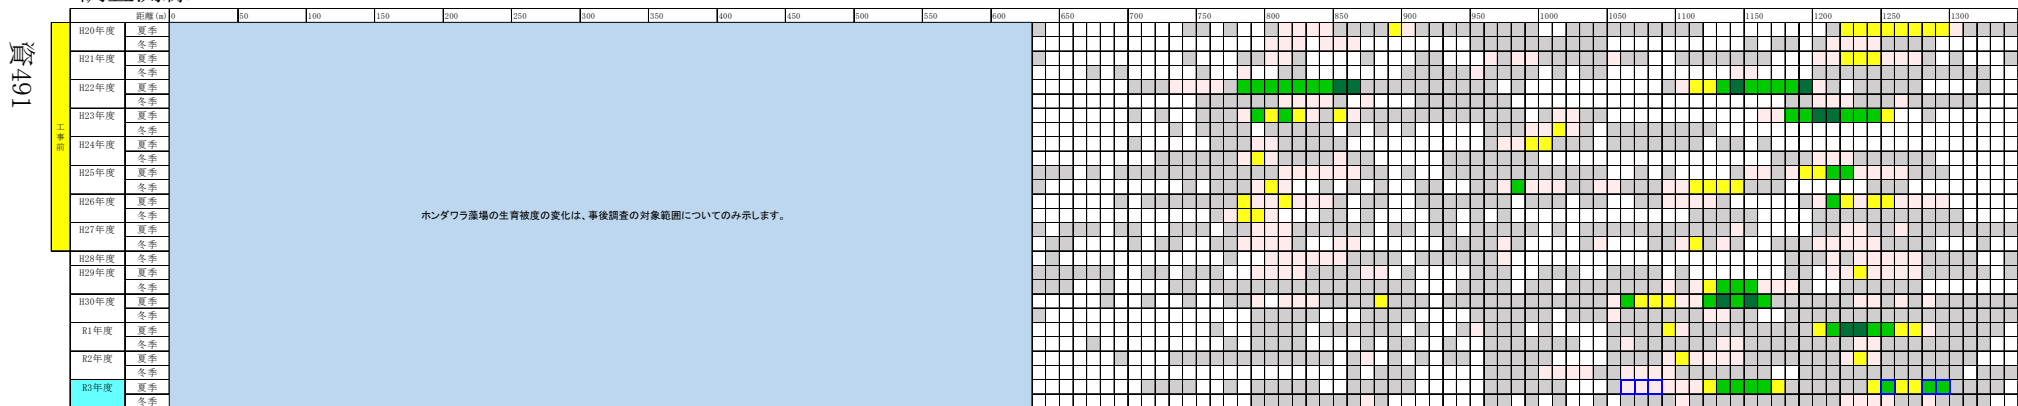 距離(m) 0 50 100 150 200 250 300 350 400 450 500 550 600 650 700 750 800 850 900 950 1000 1050 1100 1150 1200 1250 1300
資491
工事前
H20年度 夏季
冬季
H21年度 夏季
冬季
H22年度 夏季
冬季
H23年度 夏季
冬季
H24年度 夏季
冬季
H25年度 夏季
冬季
H26年度 夏季
冬季
H27年度 夏季
冬季
H28年度 冬季
H29年度 夏季
冬季
H30年度 夏季
冬季
R1年度 夏季
冬季
R2年度 夏季
冬季
R3年度 夏季
冬季
ホンダワラ藻場の生育被度の変化は、事後調査の対象範囲についてのみ示します。